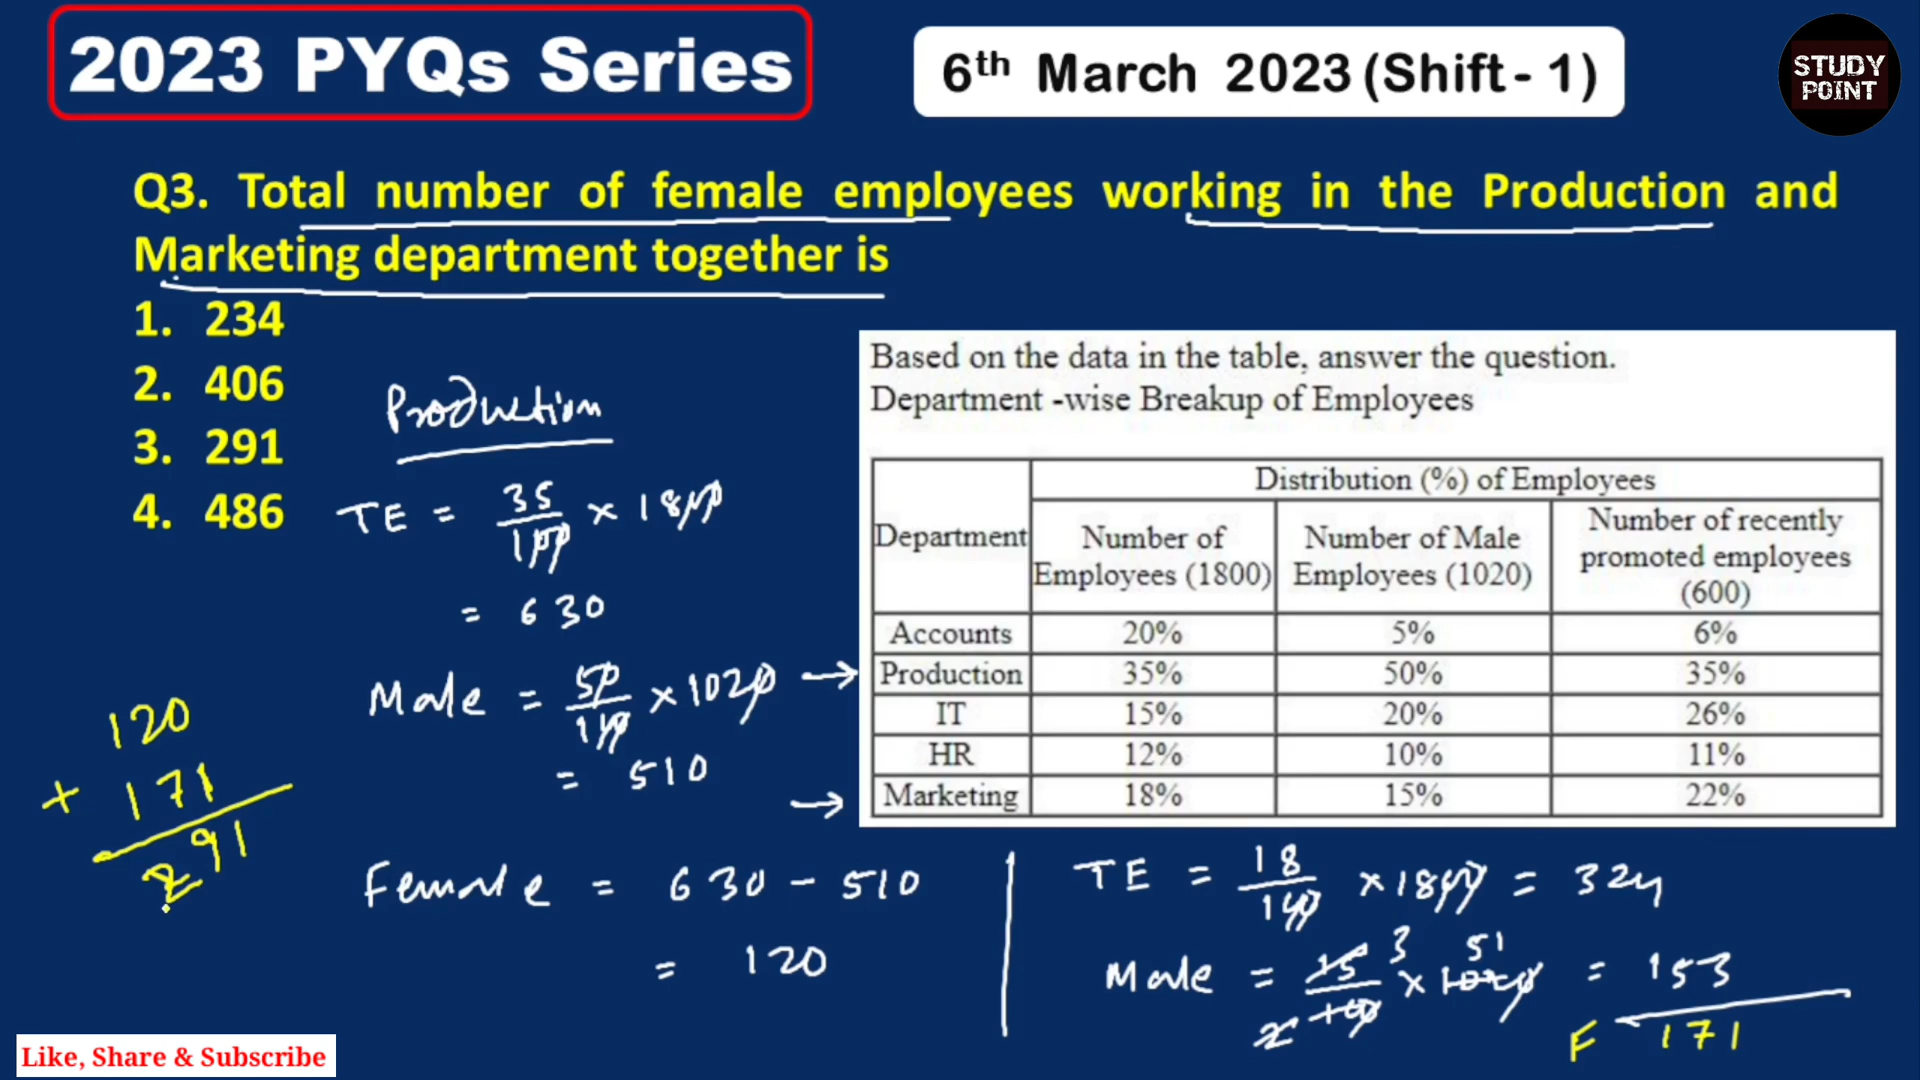 2023 PYQs Series
6th March 2023 (Shift - 1)
STUDY
POINT
Q3. Total number of female employees working in the Production and
Marketing department together is
1. 234
2. 406
3. 291
4. 486
Based on the data in the table, answer the question.
Department -wise Breakup of Employees
Department Distribution (%) of Employees
Number of Employees (1800) Number of Male Employees (1020) Number of recently promoted employees (600)
Accounts 20% 5% 6%
Production 35% 50% 35%
IT 15% 20% 26%
HR 12% 10% 11%
Marketing 18% 15% 22%
Production
TE = 35/100 × 1800
= 630
Male = 50/100 × 1020
= 510
Female = 630 - 510
= 120
TE = 18/100 × 1800 = 324
Male = 15/100 × 1020 = 153
3 51
2
F 171
120
+ 171
291
Like, Share & Subscribe